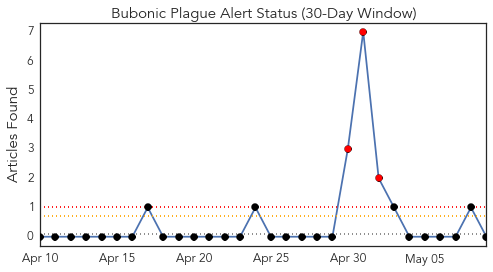 Bubonic Plague Alert Status (30-Day Window)
Articles Found
7
6
5
4
3
2
1
0
Apr 10 Apr 15 Apr 20 Apr 25 Apr 30 May 05